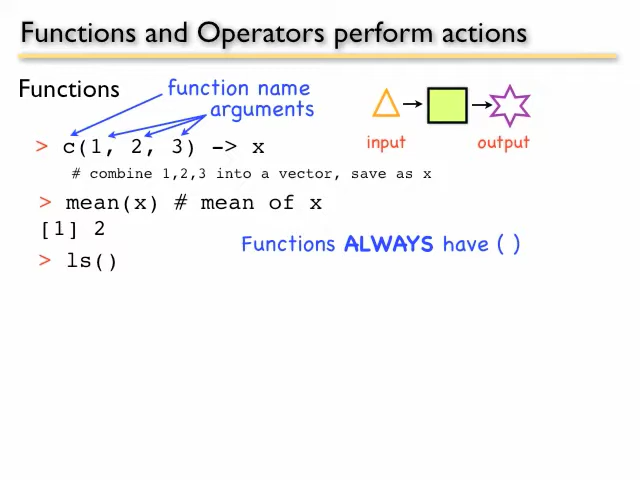 Functions and Operators perform actions
Functions
function name
arguments
> c(1, 2, 3) -> x
# combine 1,2,3 into a vector, save as x
input
output
> mean(x) # mean of x
[1] 2
Functions ALWAYS have ( )
> ls()